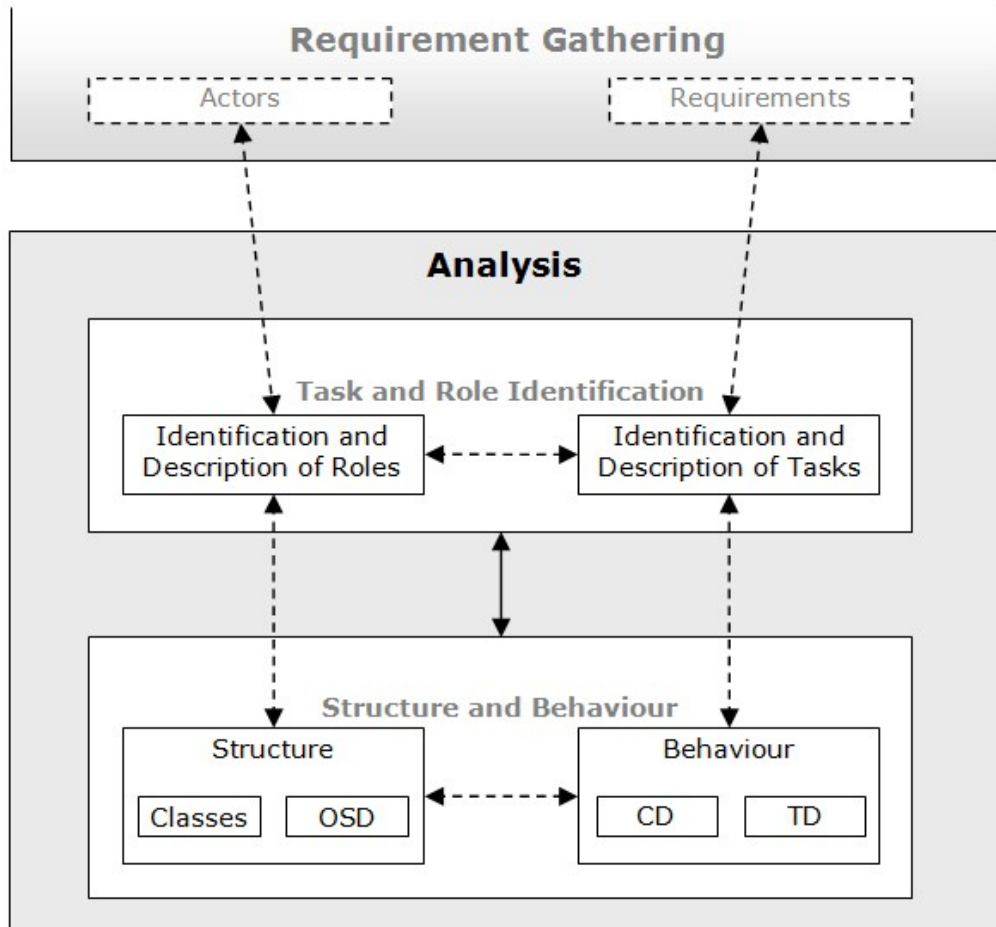 Requirement Gathering
Actors
Requirements
Analysis
Task and Role Identification
Identification and
Description of Roles
Identification and
Description of Tasks
Structure and Behaviour
Structure
Classes
OSD
Behaviour
CD
TD